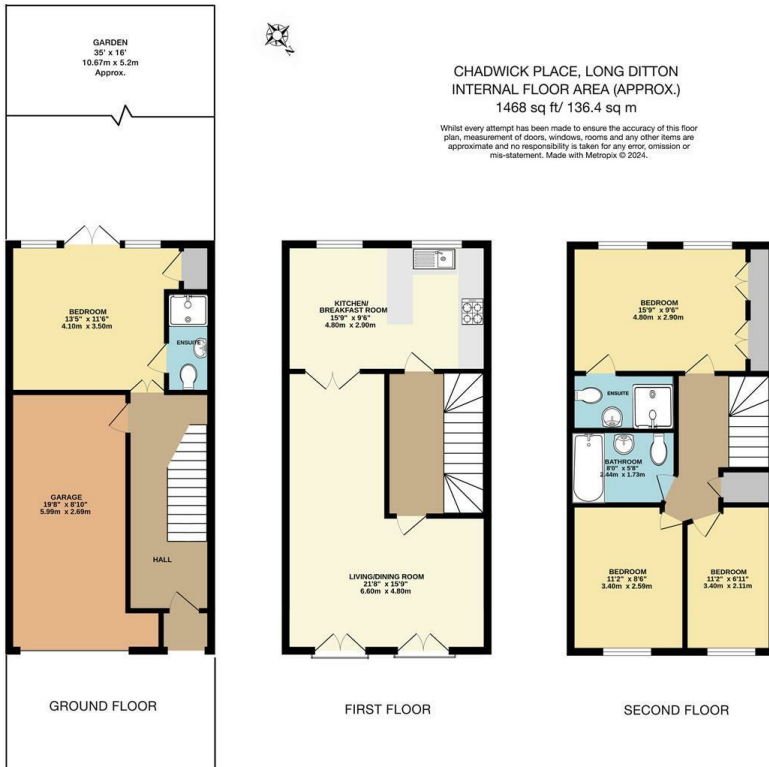 GARDEN
35' x 16'
10.67m x 5.2m
Approx.
N
CHADWICK PLACE, LONG DITTON
INTERNAL FLOOR AREA (APPROX.)
1468 sq ft/ 136.4 sq m
Whilst every attempt has been made to ensure the accuracy of this floor
plan, measurement of doors, windows, rooms and any other items are
approximate and no responsibility is taken for any error, omission or
mis-statement. Made with Metropix © 2024.
BEDROOM
13'5" x 11'6"
4.10m x 3.50m
ENSUITE
GARAGE
19'8" x 8'10"
5.99m x 2.69m
HALL
GROUND FLOOR
KITCHEN/
BREAKFAST ROOM
15'9" x 9'6"
4.80m x 2.90m
LIVING/DINING ROOM
21'8" x 15'9"
6.60m x 4.80m
FIRST FLOOR
BEDROOM
15'9" x 9'6"
4.80m x 2.90m
ENSUITE
BATHROOM
8'0" x 5'8"
2.44m x 1.73m
BEDROOM
11'2" x 8'6"
3.40m x 2.59m
BEDROOM
11'2" x 6'11"
3.40m x 2.11m
SECOND FLOOR